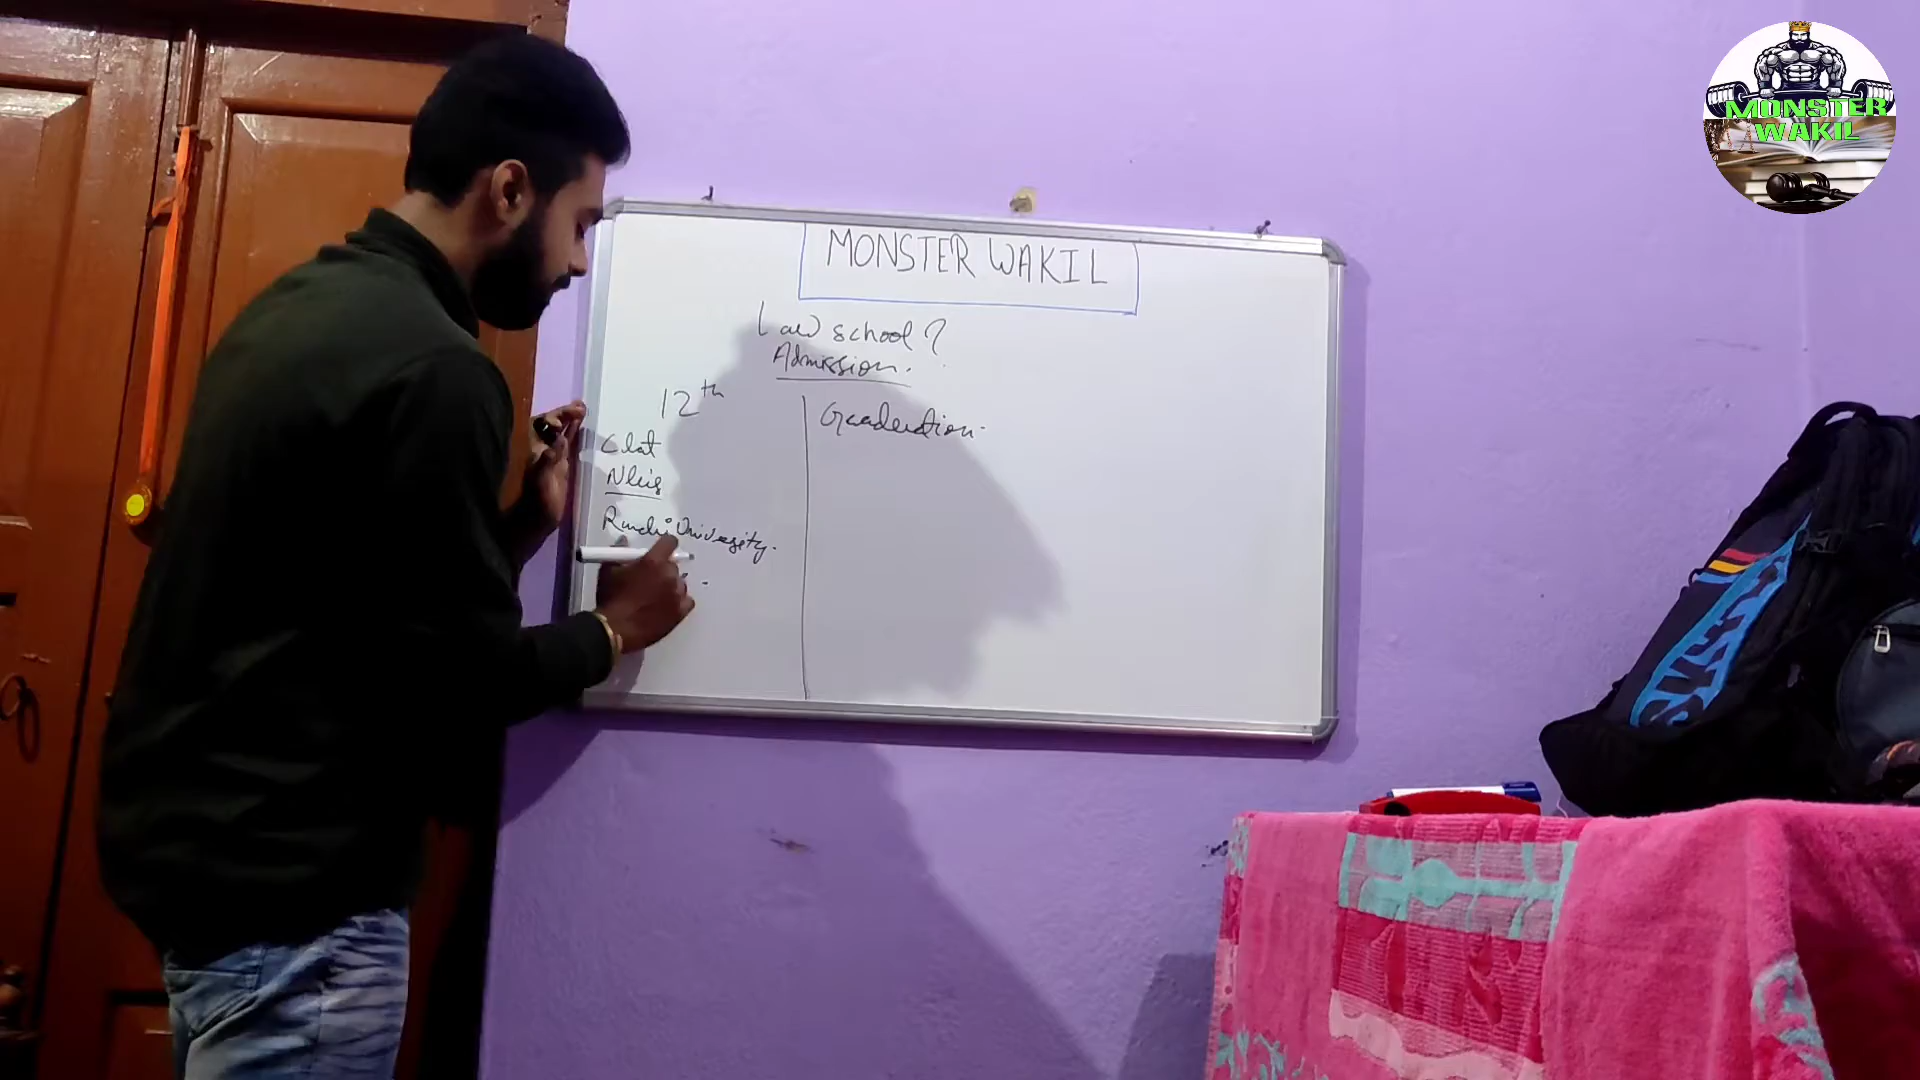 MONSTER
WAKIL
MONSTER WAKIL
Law school?
Admission.
12th
Clat
Nlu's
Ranchi University.
Graduation.